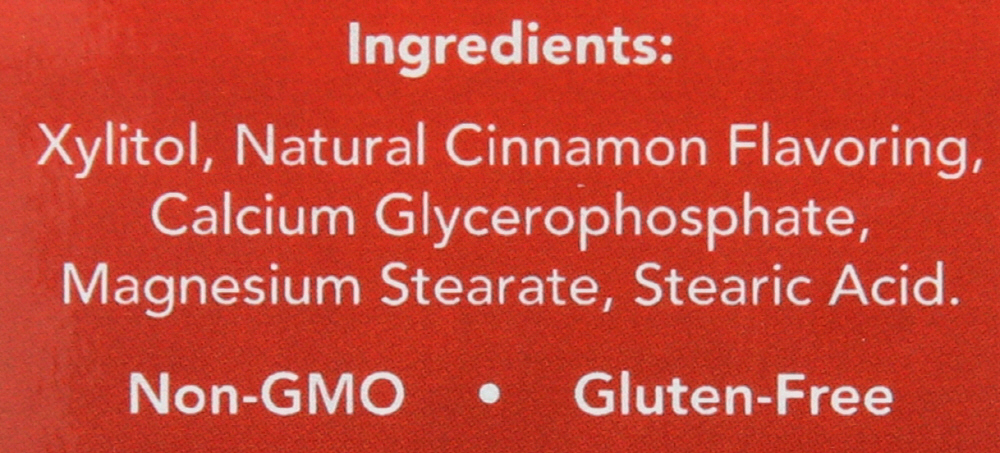 Ingredients:
Xylitol, Natural Cinnamon Flavoring,
Calcium Glycerophosphate,
Magnesium Stearate, Stearic Acid.
Non-GMO • Gluten-Free